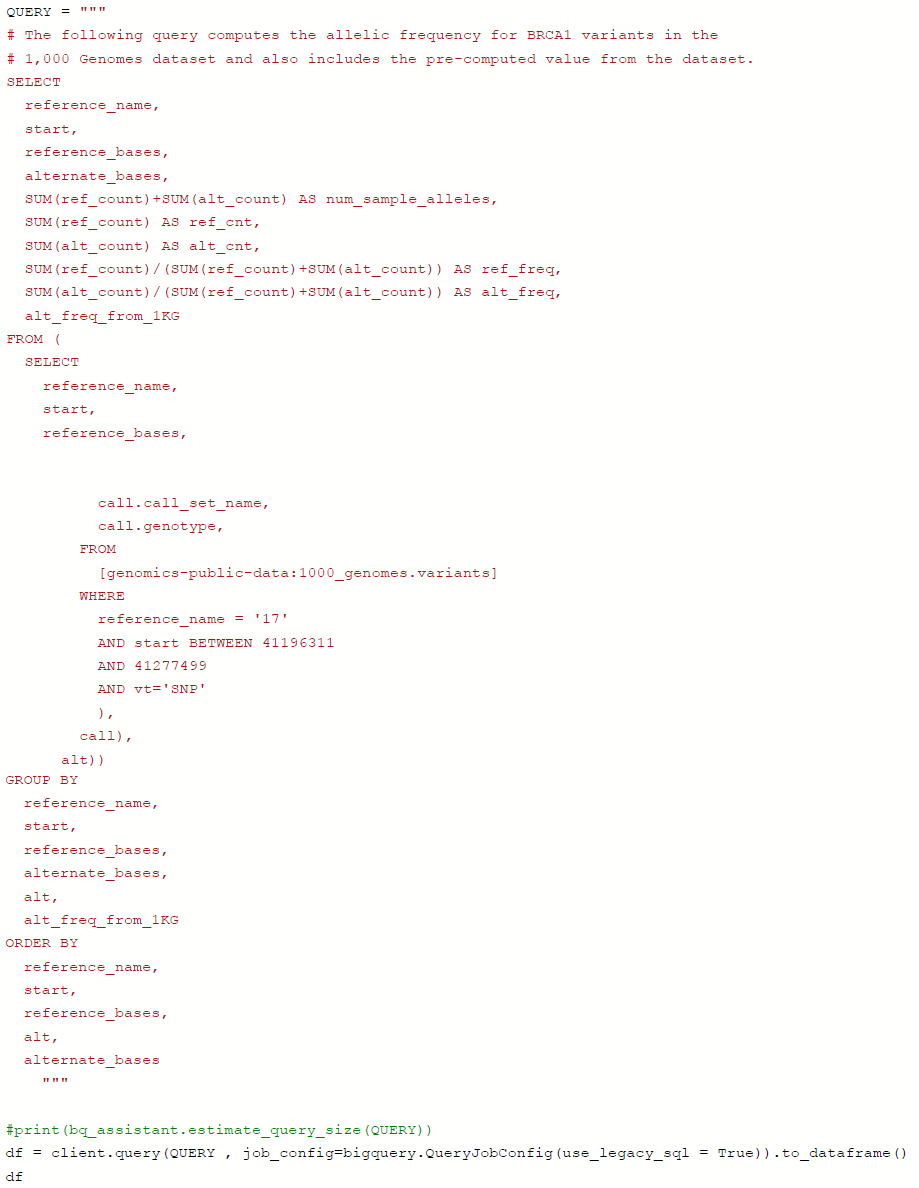 QUERY = """
# The following query computes the allelic frequency for BRCA1 variants in the
# 1,000 Genomes dataset and also includes the pre-computed value from the dataset.
SELECT
  reference_name,
  start,
  reference_bases,
  alternate_bases,
  SUM(ref_count)+SUM(alt_count) AS num_sample_alleles,
  SUM(ref_count) AS ref_cnt,
  SUM(alt_count) AS alt_cnt,
  SUM(ref_count)/(SUM(ref_count)+SUM(alt_count)) AS ref_freq,
  SUM(alt_count)/(SUM(ref_count)+SUM(alt_count)) AS alt_freq,
  alt_freq_from_1KG
FROM (
  SELECT
    reference_name,
    start,
    reference_bases,
          call.call_set_name,
          call.genotype,
        FROM
          [genomics-public-data:1000_genomes.variants]
        WHERE
          reference_name = '17'
          AND start BETWEEN 41196311
          AND 41277499
          AND vt='SNP'
          ),
        call),
      alt))
GROUP BY
  reference_name,
  start,
  reference_bases,
  alternate_bases,
  alt,
  alt_freq_from_1KG
ORDER BY
  reference_name,
  start,
  reference_bases,
  alt,
  alternate_bases
    """
#print(bq_assistant.estimate_query_size(QUERY))
df = client.query(QUERY , job_config=bigquery.QueryJobConfig(use_legacy_sql = True)).to_dataframe()
df